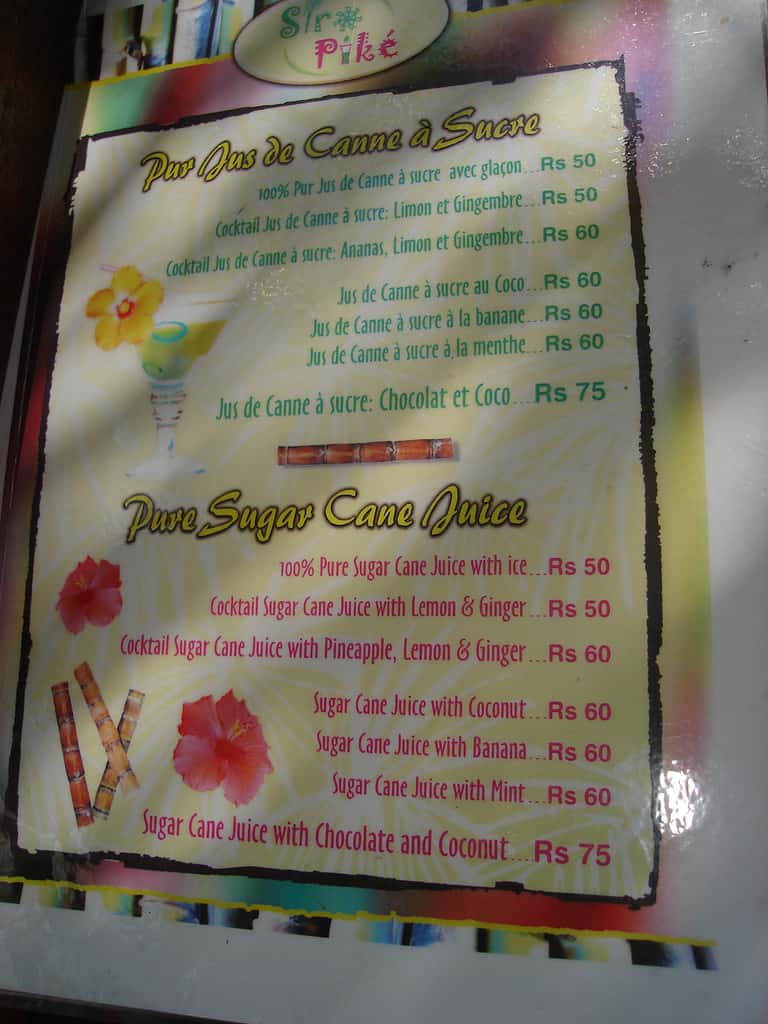 Siro
Piké
Pur Jus de Canne à Sucre
100% Pur Jus de Canne à sucre avec glaçon...Rs 50
Cocktail Jus de Canne à sucre: Limon et Gingembre...Rs 50
Cocktail Jus de Canne à sucre: Ananas, Limon et Gingembre...Rs 60
Jus de Canne à sucre au Coco...Rs 60
Jus de Canne à sucre à la banane...Rs 60
Jus de Canne à sucre à la menthe...Rs 60
Jus de Canne à sucre: Chocolat et Coco...Rs 75
Pure Sugar Cane Juice
100% Pure Sugar Cane Juice with ice...Rs 50
Cocktail Sugar Cane Juice with Lemon & Ginger...Rs 50
Cocktail Sugar Cane Juice with Pineapple, Lemon & Ginger...Rs 60
Sugar Cane Juice with Coconut...Rs 60
Sugar Cane Juice with Banana...Rs 60
Sugar Cane Juice with Mint...Rs 60
Sugar Cane Juice with Chocolate and Coconut...Rs 75